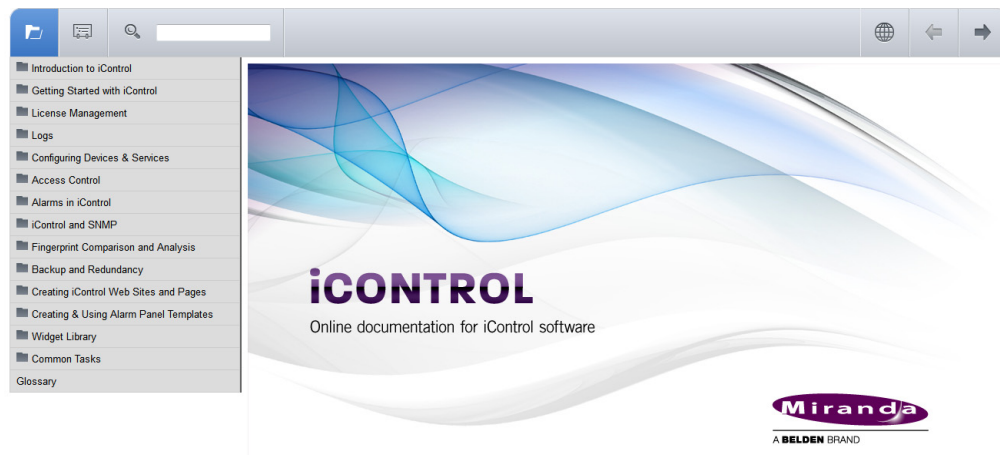 Introduction to iControl
Getting Started with iControl
License Management
Logs
Configuring Devices & Services
Access Control
Alarms in iControl
iControl and SNMP
Fingerprint Comparison and Analysis
Backup and Redundancy
Creating iControl Web Sites and Pages
Creating & Using Alarm Panel Templates
Widget Library
Common Tasks
Glossary
iCONTROL
Online documentation for iControl software
Miranda
A BELDEN BRAND